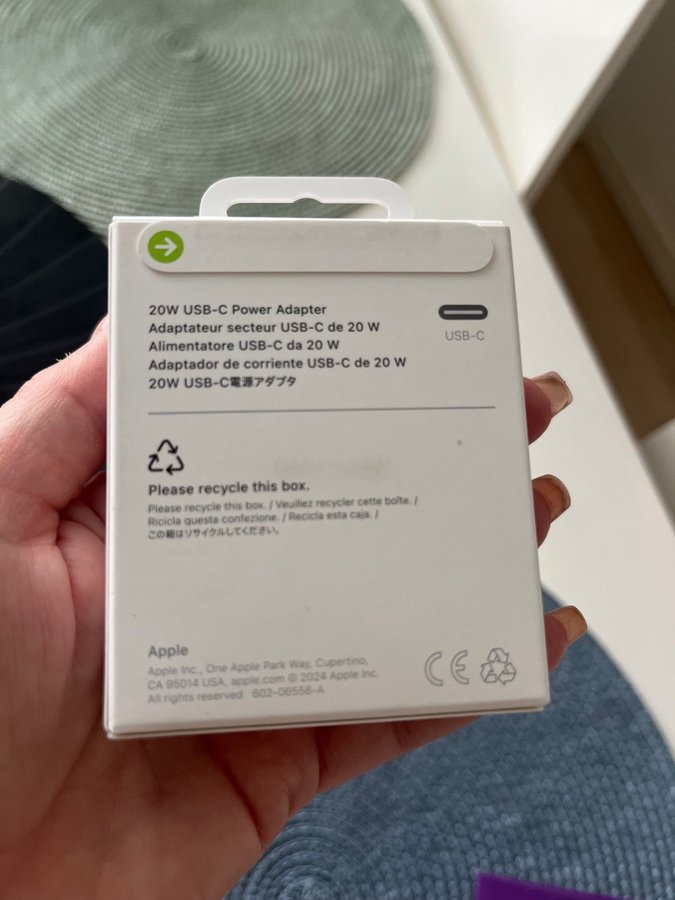 20W USB-C Power Adapter
Adaptateur secteur USB-C de 20 W
Alimentatore USB-C da 20 W
Adaptador de corriente USB-C de 20 W
20W USB-C電源アダプタ
USB-C
Please recycle this box.
Please recycle this box. / Veuillez recycler cette boîte. /
Ricicla questa confezione. / Recicla esta caja. /
この箱はリサイクルしてください。
Apple
Apple Inc., One Apple Park Way, Cupertino,
CA 95014 USA, apple.com © 2024 Apple Inc.
All rights reserved. 602-06556-A
CE